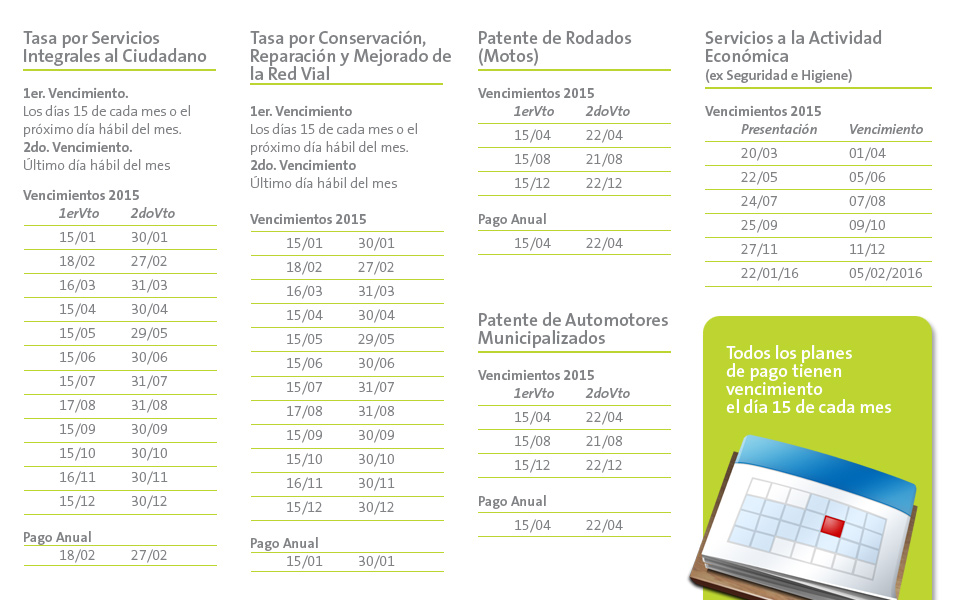 Tasa por Servicios
Integrales al Ciudadano
1er. Vencimiento.
Los días 15 de cada mes o el
próximo día hábil del mes.
2do. Vencimiento.
Último día hábil del mes
Vencimientos 2015
1erVto 2doVto
15/01 30/01
18/02 27/02
16/03 31/03
15/04 30/04
15/05 29/05
15/06 30/06
15/07 31/07
17/08 31/08
15/09 30/09
15/10 30/10
16/11 30/11
15/12 30/12
Pago Anual
18/02 27/02
Tasa por Conservación,
Reparación y Mejorado de
la Red Vial
1er. Vencimiento
Los dias 15 de cada mes o el
próximo día hábil del mes.
2do. Vencimiento
Último día hábil del mes
Vencimientos 2015
15/01 30/01
18/02 27/02
16/03 31/03
15/04 30/04
15/05 29/05
15/06 30/06
15/07 31/07
17/08 31/08
15/09 30/09
15/10 30/10
16/11 30/11
15/12 30/12
Pago Anual
15/01 30/01
Patente de Rodados
(Motos)
Vencimientos 2015
1erVto 2doVto
15/04 22/04
15/08 21/08
15/12 22/12
Pago Anual
15/04 22/04
Patente de Automotores
Municipalizados
Vencimientos 2015
1erVto 2doVto
15/04 22/04
15/08 21/08
15/12 22/12
Pago Anual
15/04 22/04
Servicios a la Actividad
Económica
(ex Seguridad e Higiene)
Vencimientos 2015
Presentación Vencimiento
20/03 01/04
22/05 05/06
24/07 07/08
25/09 09/10
27/11 11/12
22/01/16 05/02/2016
Todos los planes
de pago tienen
vencimiento
el día 15 de cada mes